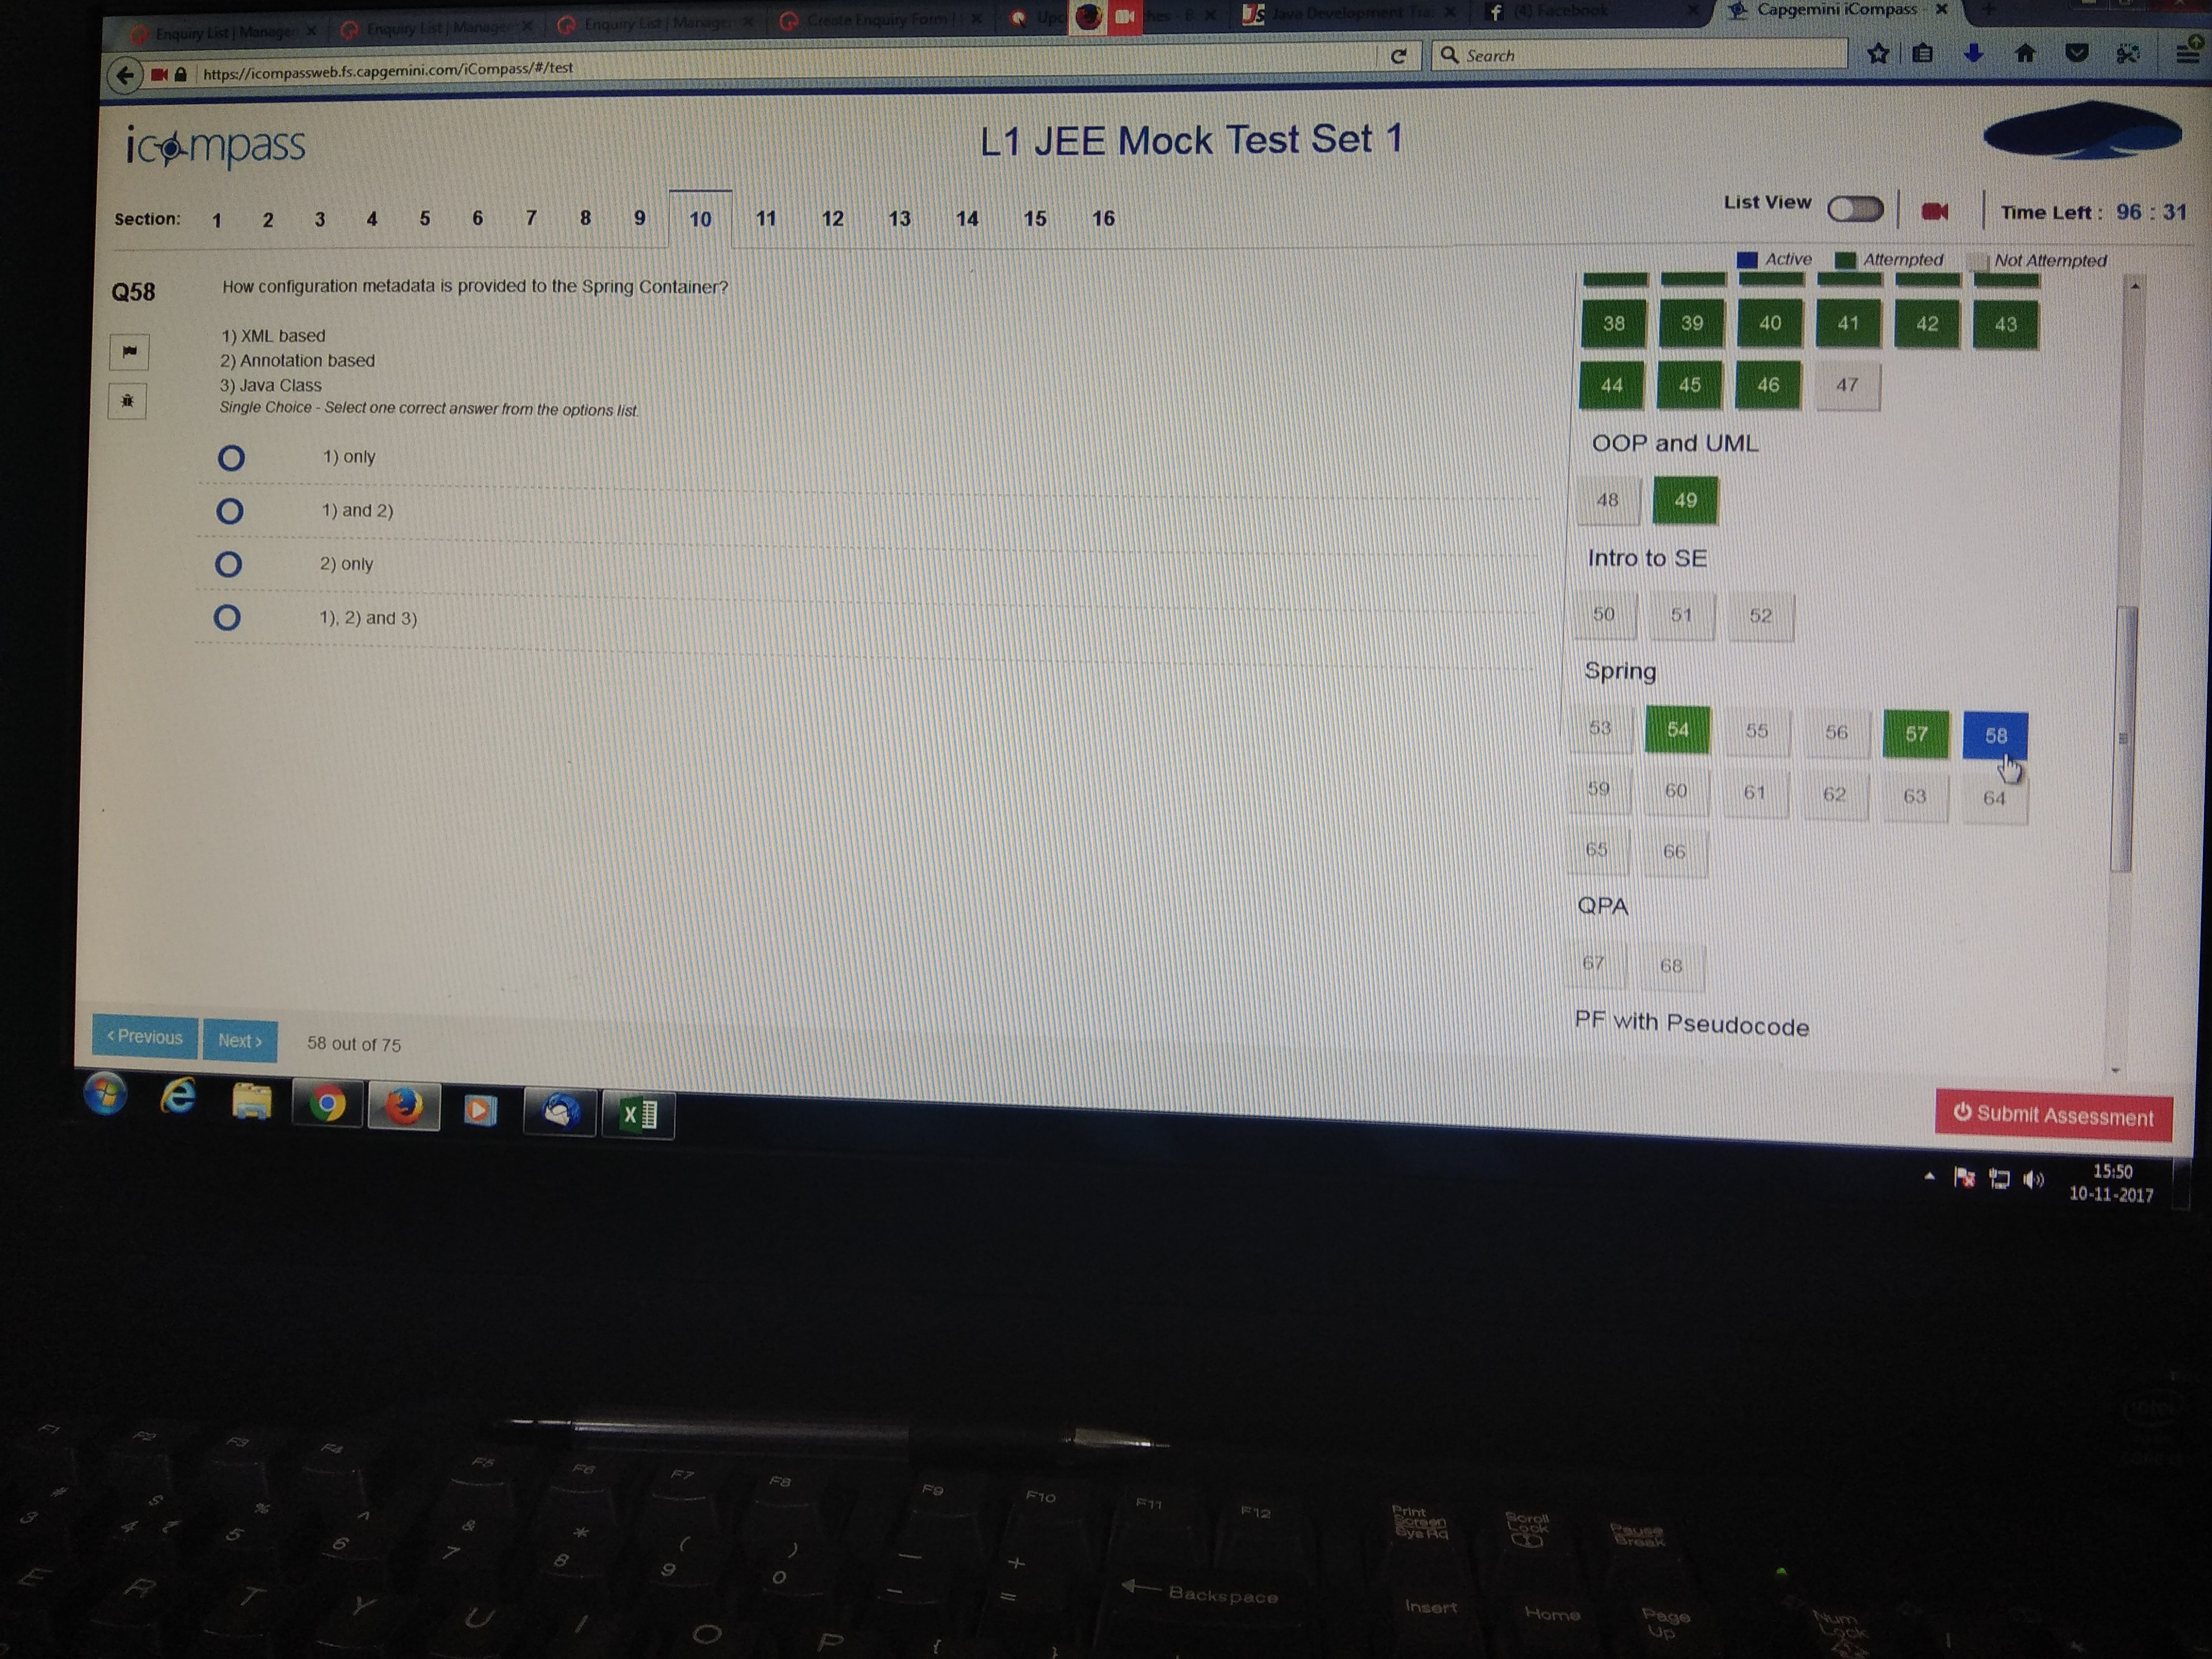 Enquiry List | Manager
Enquiry List | Manager
Enquiry List | Manager
Create Enquiry Form |
Upc
hes - B
Java Development Trai
(4) Facebook
Capgemini iCompass -
https://icompassweb.fs.capgemini.com/iCompass/#/test
Search
icompass
L1 JEE Mock Test Set 1
Section: 1 2 3 4 5 6 7 8 9 10 11 12 13 14 15 16
List View
Time Left : 96 : 31
Active Attempted Not Attempted
Q58
How configuration metadata is provided to the Spring Container?
1) XML based
2) Annotation based
3) Java Class
Single Choice - Select one correct answer from the options list.
1) only
1) and 2)
2) only
1), 2) and 3)
38 39 40 41 42 43
44 45 46 47
OOP and UML
48 49
Intro to SE
50 51 52
Spring
53 54 55 56 57 58
59 60 61 62 63 64
65 66
QPA
67 68
PF with Pseudocode
< Previous
Next >
58 out of 75
Submit Assessment
15:50
10-11-2017
F1 F2 F3 F4 F5 F6 F7 F8 F9 F10 F11 F12
Print Screen Sys Rq
Scroll Lock
Pause Break
# 3
$ 4 ₹
% 5
^ 6
& 7
* 8
( 9
) 0
— -
+ =
Backspace
Insert
Home
Page Up
Num Lock
E R T Y U I O P { }